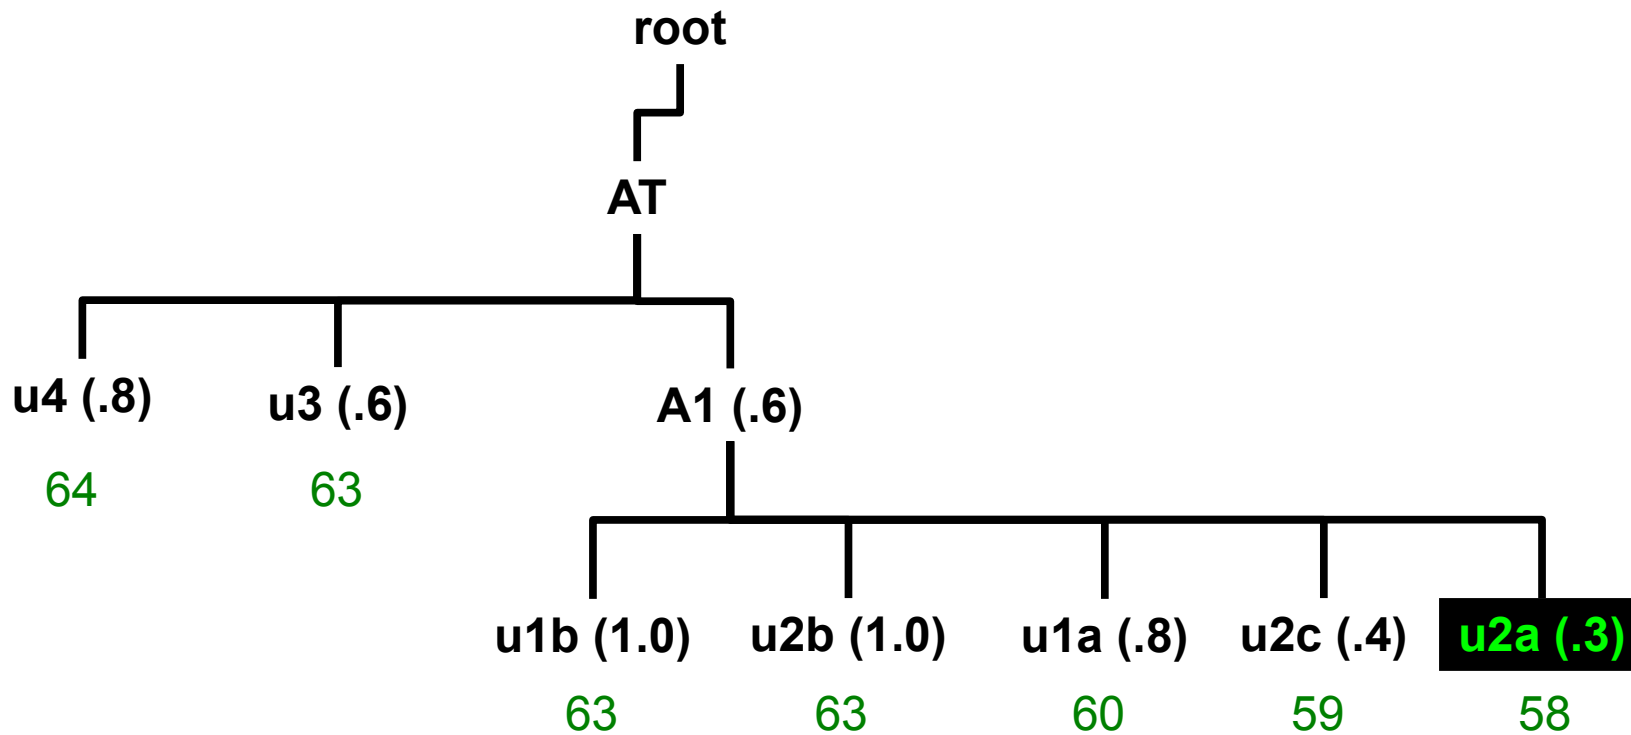 root
AT
u4 (.8) u3 (.6) A1 (.6)
64 63
u1b (1.0) u2b (1.0) u1a (.8) u2c (.4) u2a (.3)
63 63 60 59 58